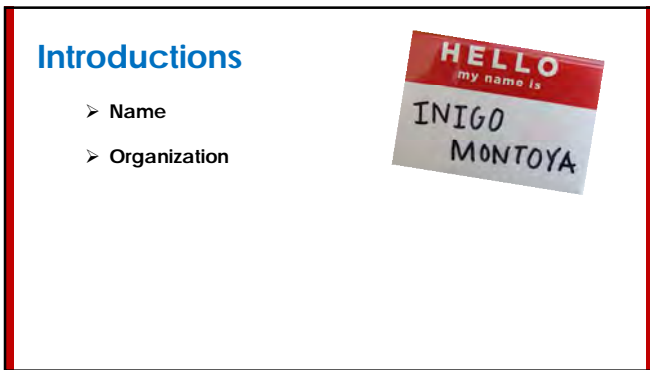 Introductions
➢ Name
➢ Organization
HELLO
my name is
INIGO
MONTOYA